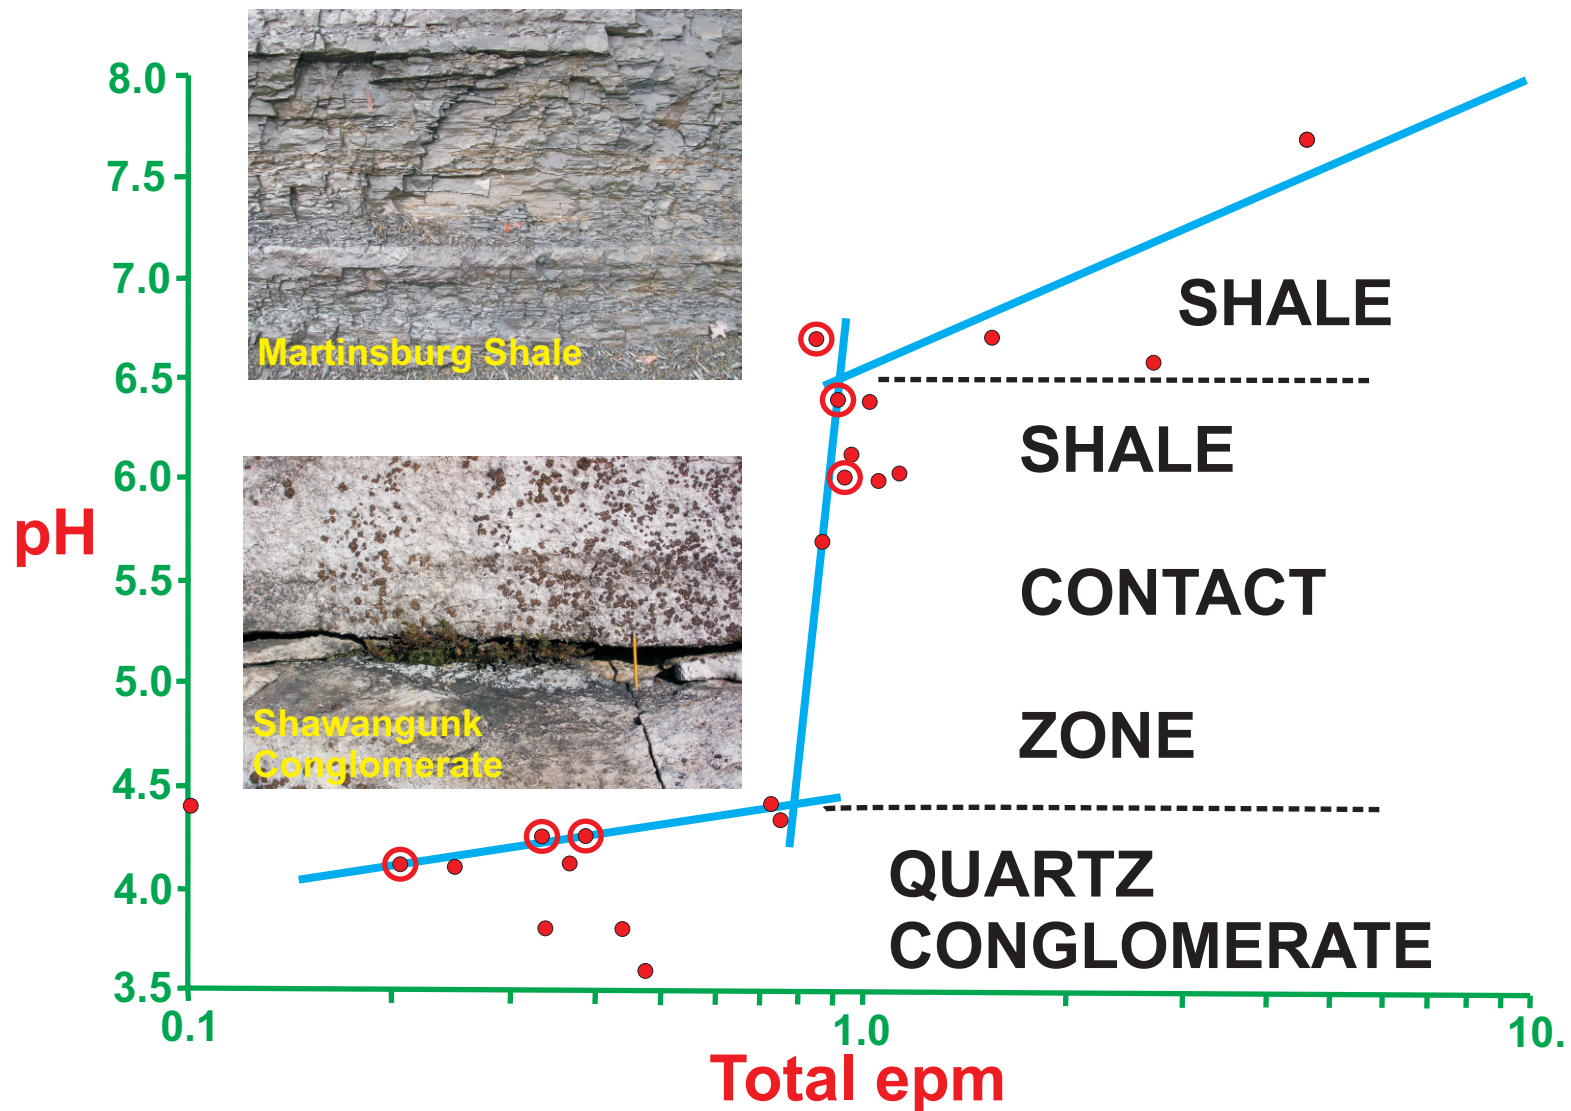 8.0
7.5
7.0
6.5
6.0
5.5
5.0
4.5
4.0
3.5
pH
Martinsburg Shale
Shawangunk
Conglomerate
SHALE
SHALE
CONTACT
ZONE
QUARTZ
CONGLOMERATE
0.1
1.0
10.
Total epm